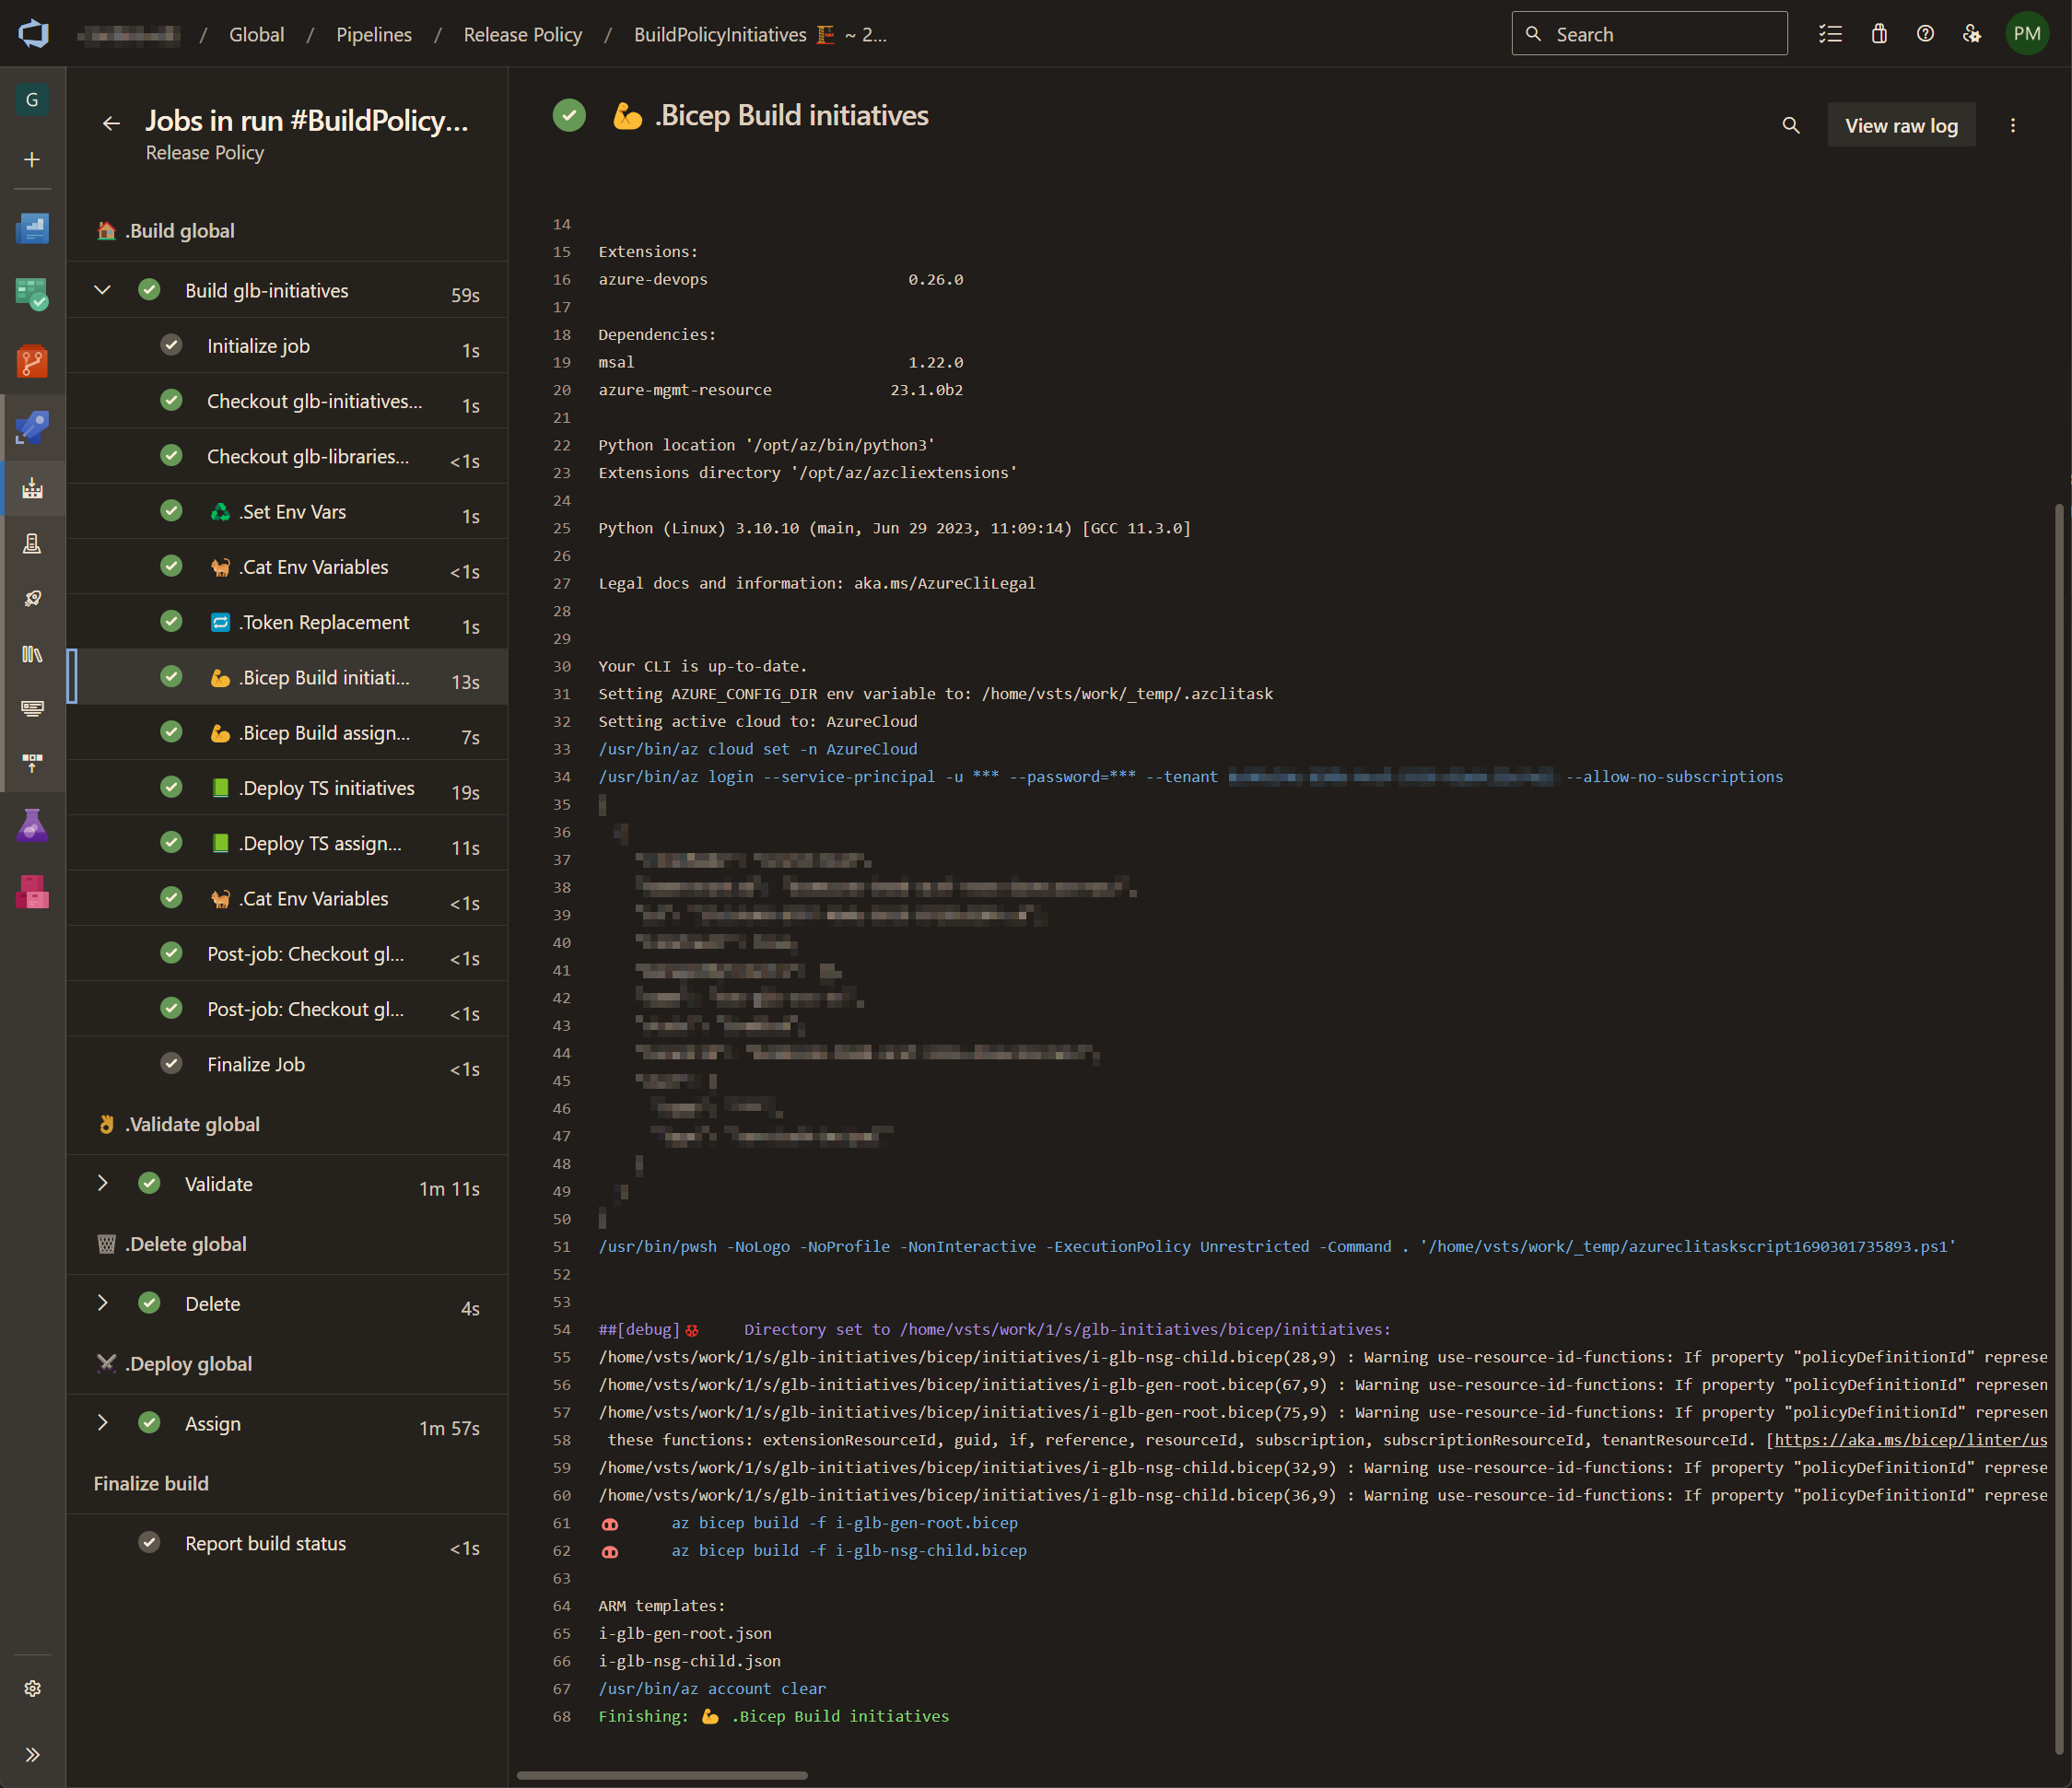 / Global / Pipelines / Release Policy / BuildPolicyInitiatives 🏗️ ~ 2...
Search
PM
G
Jobs in run #BuildPolicy...
Release Policy
🏠 .Build global
Build glb-initiatives 59s
Initialize job 1s
Checkout glb-initiatives... 1s
Checkout glb-libraries... <1s
♻️ .Set Env Vars 1s
🐈 .Cat Env Variables <1s
🔁 .Token Replacement 1s
💪 .Bicep Build initiati... 13s
💪 .Bicep Build assign... 7s
📗 .Deploy TS initiatives 19s
📗 .Deploy TS assign... 11s
🐈 .Cat Env Variables <1s
Post-job: Checkout gl... <1s
Post-job: Checkout gl... <1s
Finalize Job <1s
👌 .Validate global
Validate 1m 11s
🗑️ .Delete global
Delete 4s
⚔️ .Deploy global
Assign 1m 57s
Finalize build
Report build status <1s
💪 .Bicep Build initiatives
View raw log
14
15 Extensions:
16 azure-devops 0.26.0
17
18 Dependencies:
19 msal 1.22.0
20 azure-mgmt-resource 23.1.0b2
21
22 Python location '/opt/az/bin/python3'
23 Extensions directory '/opt/az/azcliextensions'
24
25 Python (Linux) 3.10.10 (main, Jun 29 2023, 11:09:14) [GCC 11.3.0]
26
27 Legal docs and information: aka.ms/AzureCliLegal
28
29
30 Your CLI is up-to-date.
31 Setting AZURE_CONFIG_DIR env variable to: /home/vsts/work/_temp/.azclitask
32 Setting active cloud to: AzureCloud
33 /usr/bin/az cloud set -n AzureCloud
34 /usr/bin/az login --service-principal -u *** --password=*** --tenant --allow-no-subscriptions
35
36
37
38
39
40
41
42
43
44
45
46
47
48
49
50
51 /usr/bin/pwsh -NoLogo -NoProfile -NonInteractive -ExecutionPolicy Unrestricted -Command . '/home/vsts/work/_temp/azureclitaskscript1690301735893.ps1'
52
53
54 ##[debug]🐞 Directory set to /home/vsts/work/1/s/glb-initiatives/bicep/initiatives:
55 /home/vsts/work/1/s/glb-initiatives/bicep/initiatives/i-glb-nsg-child.bicep(28,9) : Warning use-resource-id-functions: If property "policyDefinitionId" represe
56 /home/vsts/work/1/s/glb-initiatives/bicep/initiatives/i-glb-gen-root.bicep(67,9) : Warning use-resource-id-functions: If property "policyDefinitionId" represen
57 /home/vsts/work/1/s/glb-initiatives/bicep/initiatives/i-glb-gen-root.bicep(75,9) : Warning use-resource-id-functions: If property "policyDefinitionId" represen
58 these functions: extensionResourceId, guid, if, reference, resourceId, subscription, subscriptionResourceId, tenantResourceId. [https://aka.ms/bicep/linter/us
59 /home/vsts/work/1/s/glb-initiatives/bicep/initiatives/i-glb-nsg-child.bicep(32,9) : Warning use-resource-id-functions: If property "policyDefinitionId" represe
60 /home/vsts/work/1/s/glb-initiatives/bicep/initiatives/i-glb-nsg-child.bicep(36,9) : Warning use-resource-id-functions: If property "policyDefinitionId" represe
61 🐽 az bicep build -f i-glb-gen-root.bicep
62 🐽 az bicep build -f i-glb-nsg-child.bicep
63
64 ARM templates:
65 i-glb-gen-root.json
66 i-glb-nsg-child.json
67 /usr/bin/az account clear
68 Finishing: 💪 .Bicep Build initiatives